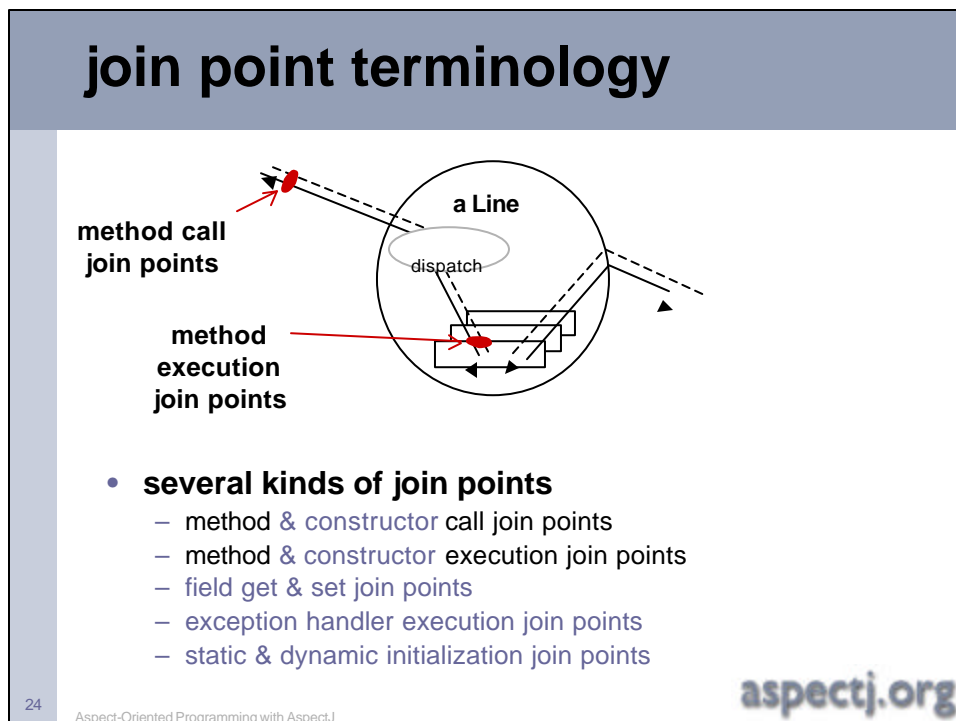 join point terminology
a Line
method call
join points
dispatch
method
execution
join points
• several kinds of join points
– method & constructor call join points
– method & constructor execution join points
– field get & set join points
– exception handler execution join points
– static & dynamic initialization join points
24
Aspect-Oriented Programming with AspectJ
aspectj.org